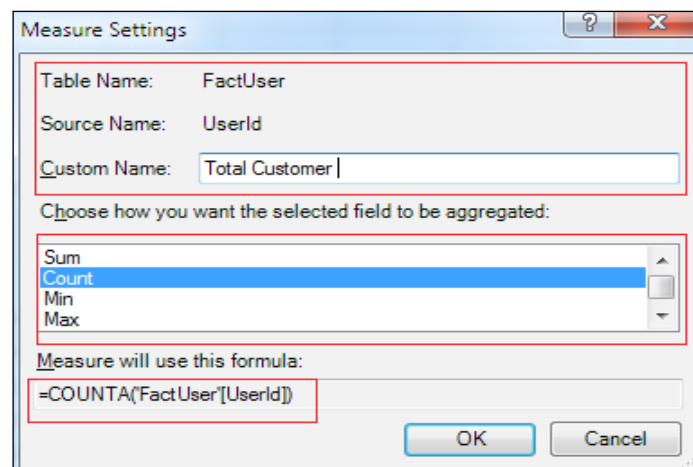 Measure Settings
Table Name: FactUser
Source Name: UserId
Custom Name: Total Customer
Choose how you want the selected field to be aggregated:
Sum
Count
Min
Max
Measure will use this formula:
=COUNTA('FactUser'[UserId])
OK Cancel